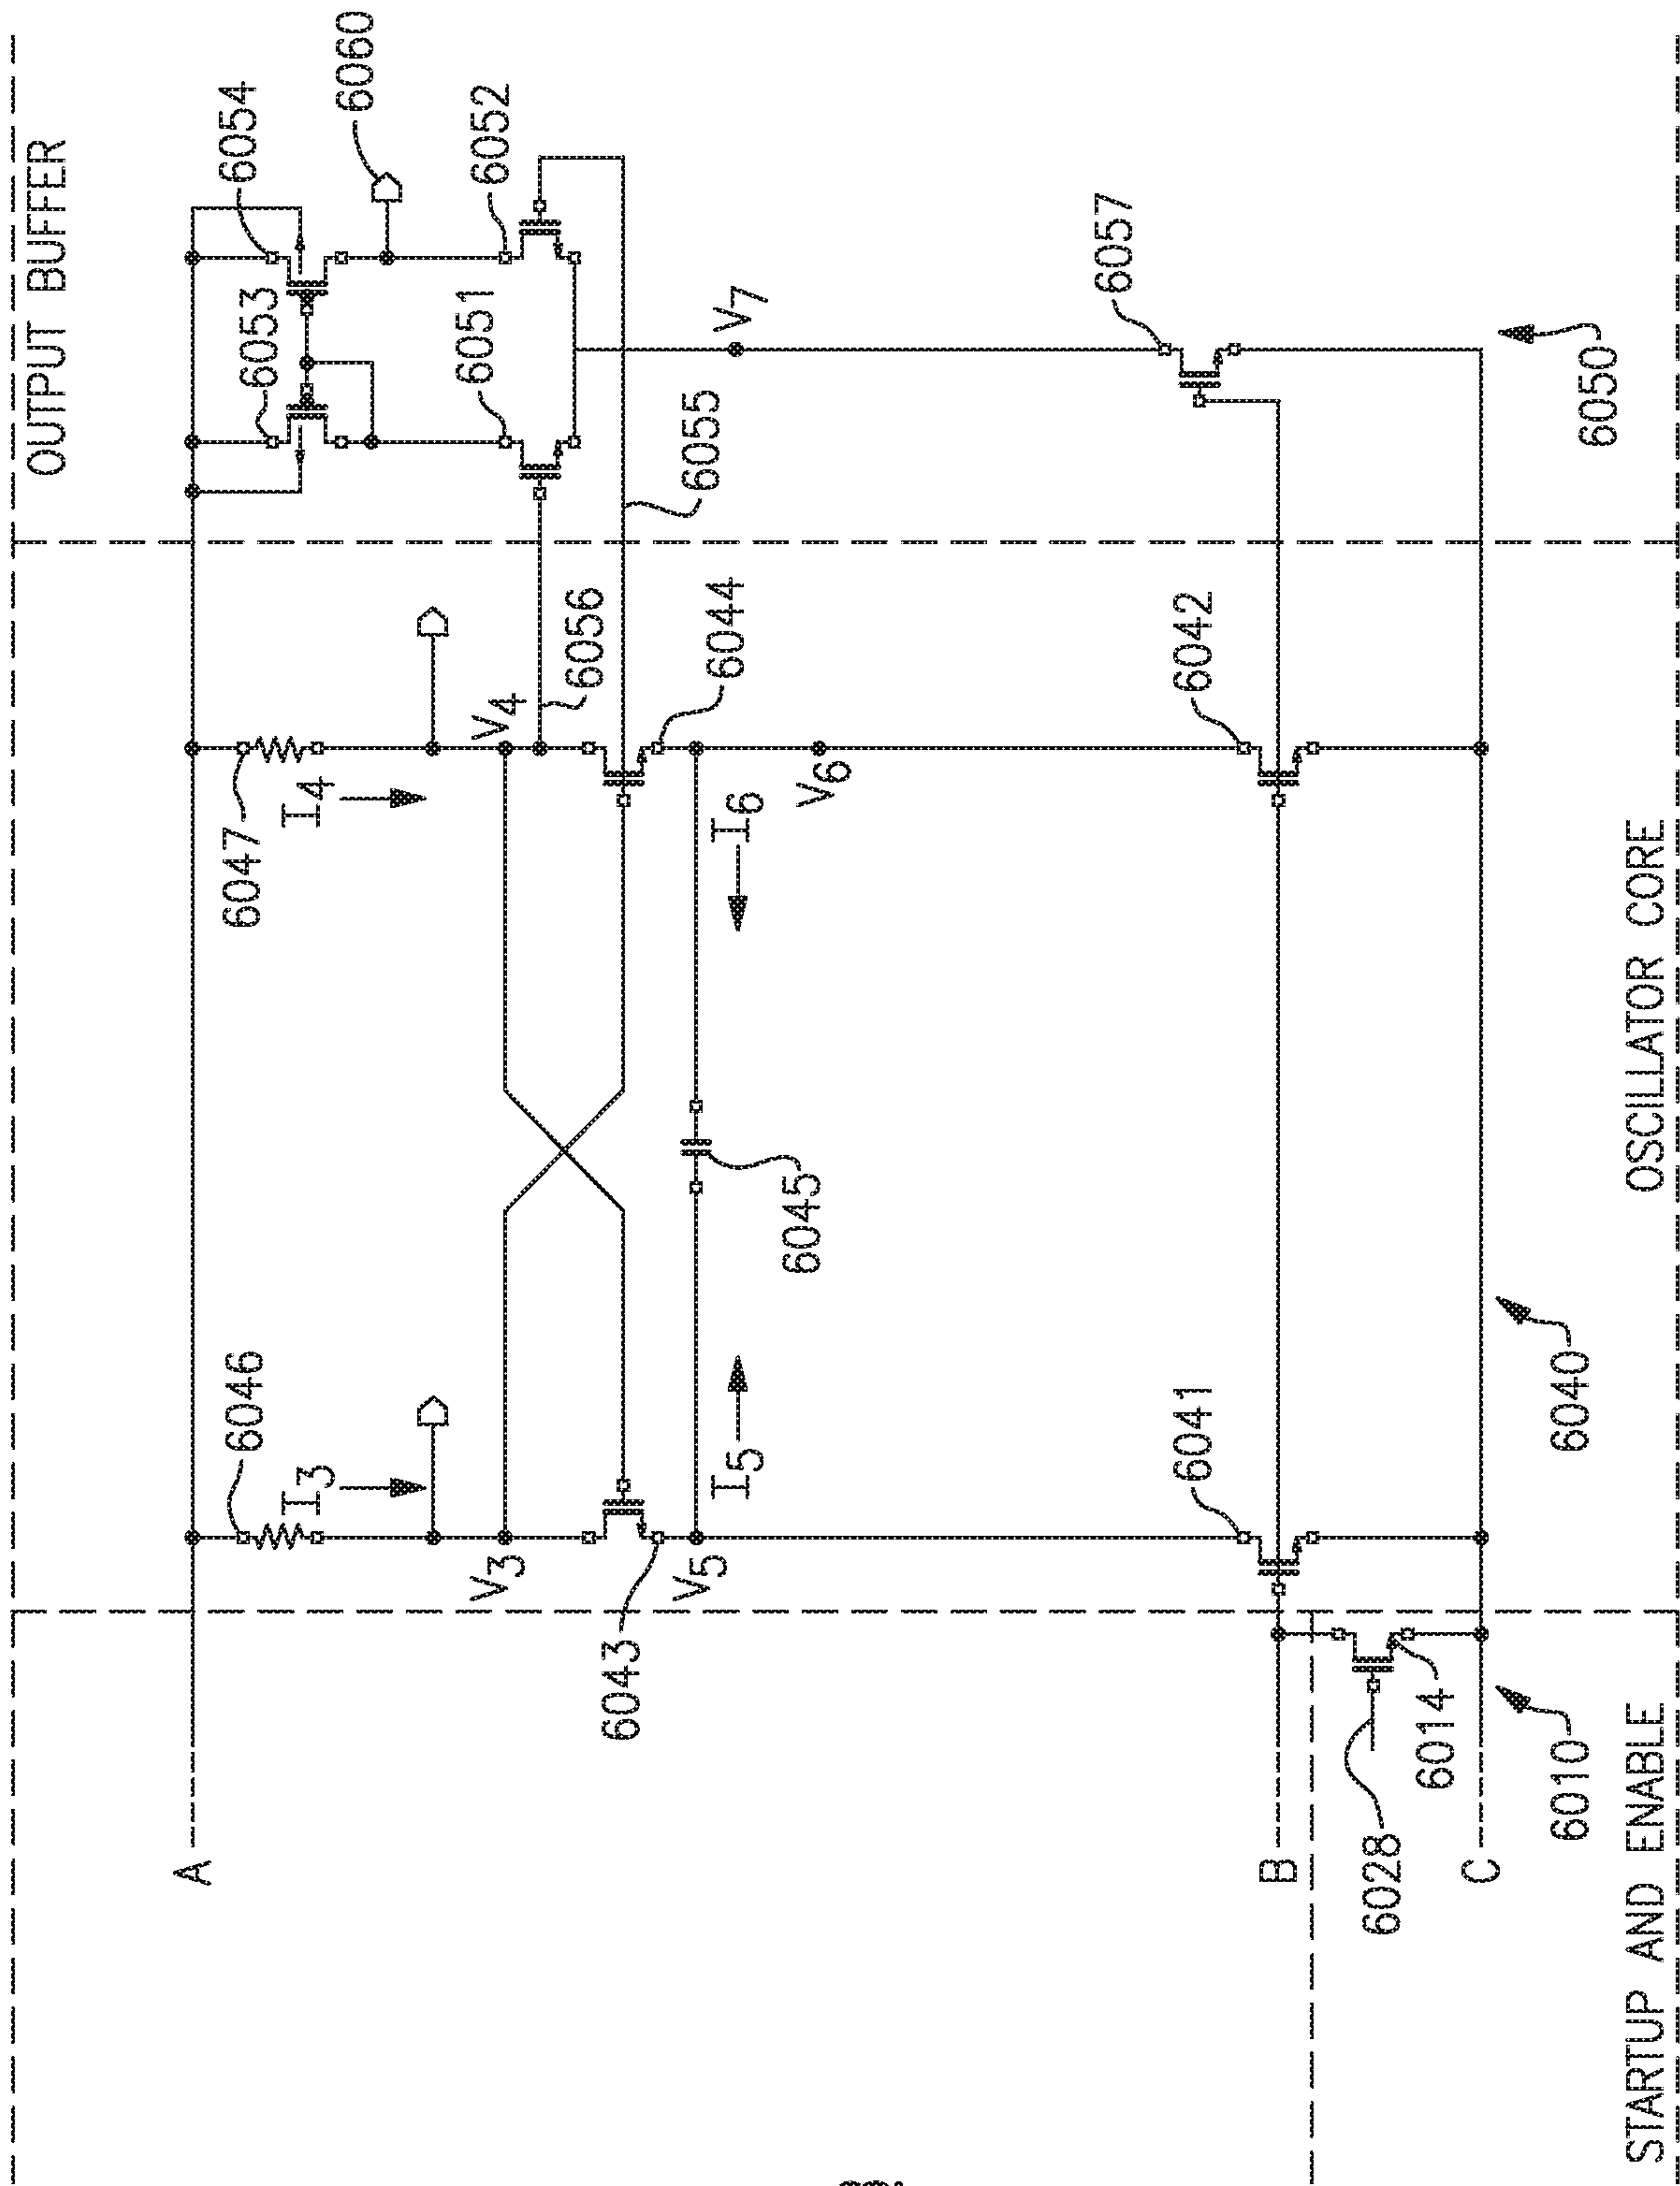 OUTPUT BUFFER
6053
6054
6060
6051
6052
V7
6055
6057
6050
6046
I3
6047
I4
V3
V4
6056
6043
V5
6044
I5
I6
V6
6045
6041
6042
6040
OSCILLATOR CORE
A
B
6028
6014
C
6010
STARTUP AND ENABLE